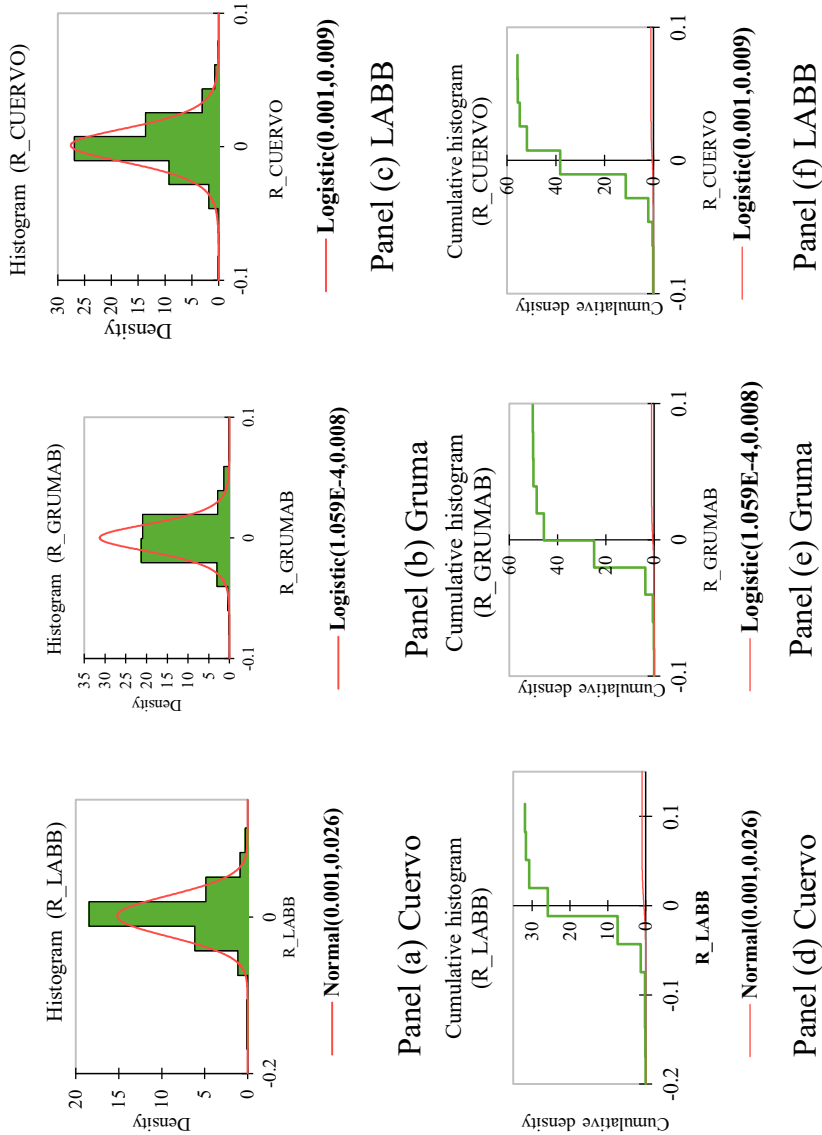 Histogram (R_LABB)
Density
20
15
10
5
0
-0.2
0
R_LABB
Normal(0.001,0.026)
Panel (a) Cuervo
Histogram (R_GRUMAB)
Density
35
30
25
20
15
10
5
0
-0.1
0
0.1
R_GRUMAB
Logistic(1.059E-4,0.008)
Panel (b) Gruma
Histogram (R_CUERVO)
Density
30
25
20
15
10
5
0
-0.1
0
0.1
R_CUERVO
Logistic(0.001,0.009)
Panel (c) LABB
Cumulative histogram
(R_LABB)
Cumulative density
30
20
10
0
-0.2
-0.1
0
0.1
R_LABB
Normal(0.001,0.026)
Panel (d) Cuervo
Cumulative histogram
(R_GRUMAB)
Cumulative density
60
40
20
0
-0.1
0
0.1
R_GRUMAB
Logistic(1.059E-4,0.008)
Panel (e) Gruma
Cumulative histogram
(R_CUERVO)
Cumulative density
60
40
20
0
-0.1
0
0.1
R_CUERVO
Logistic(0.001,0.009)
Panel (f) LABB